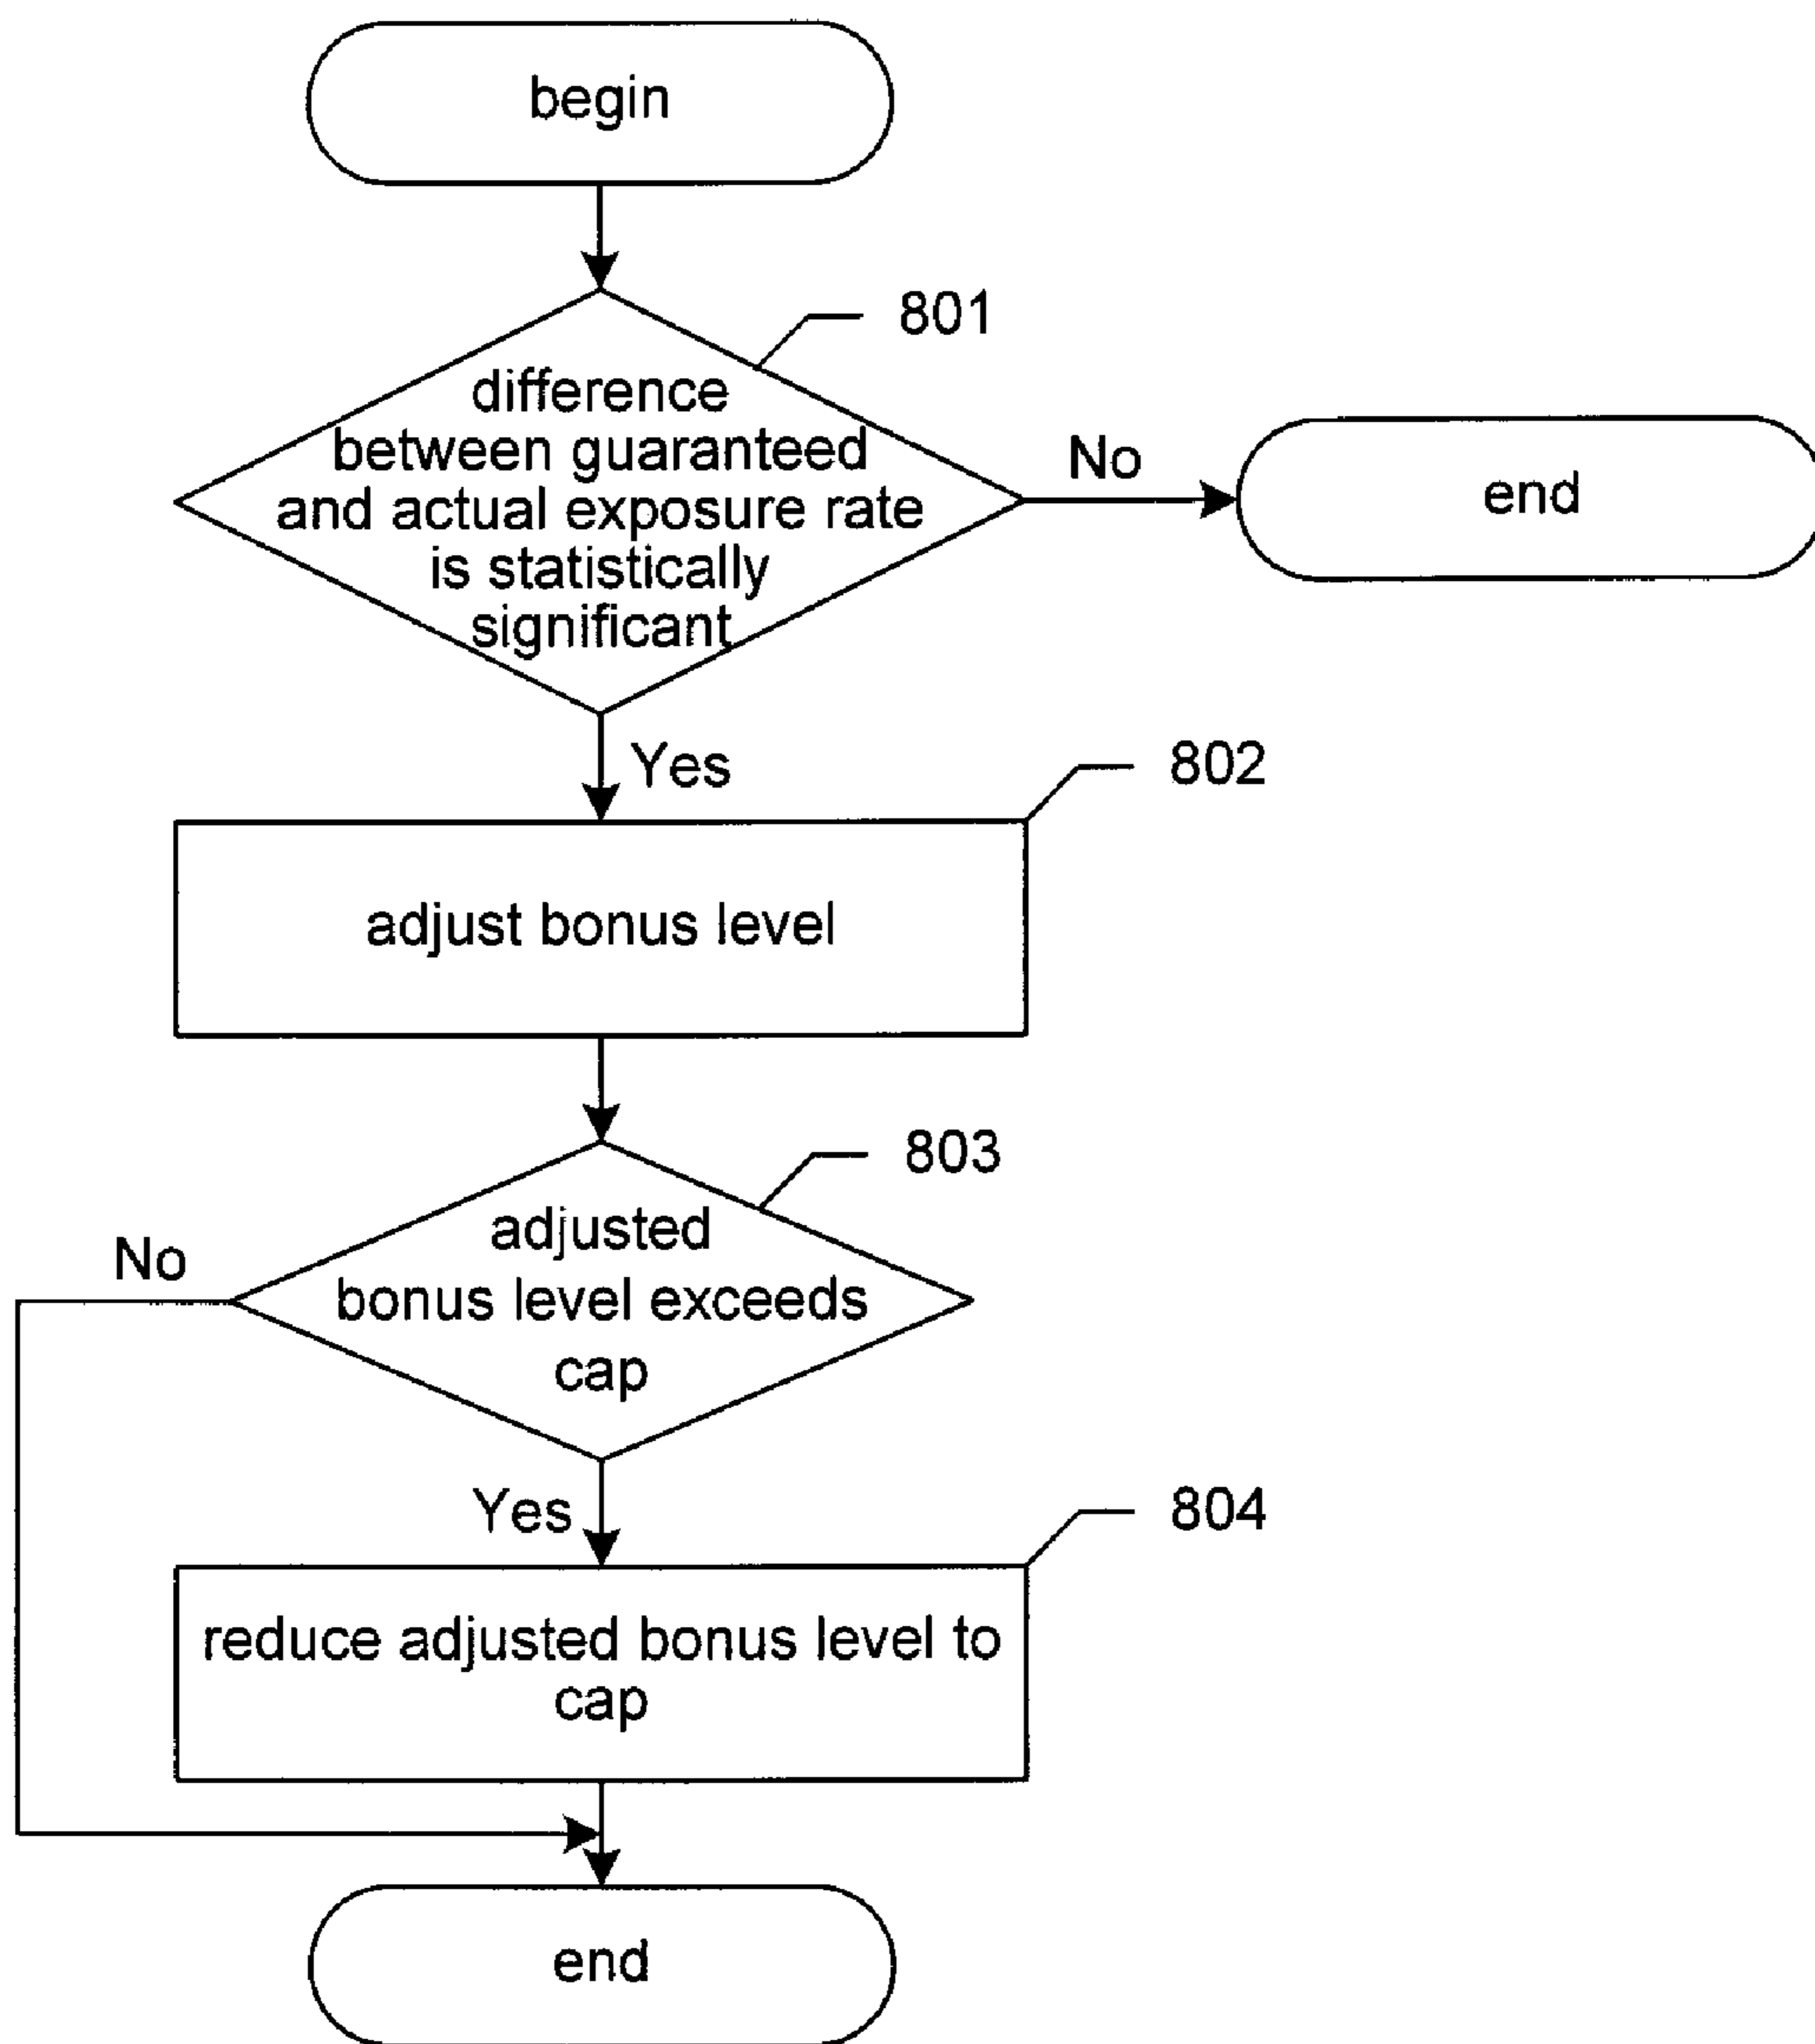 begin
801
difference
between guaranteed
and actual exposure rate
is statistically
significant
No
end
Yes
802
adjust bonus level
803
adjusted
bonus level exceeds
cap
No
Yes
804
reduce adjusted bonus level to
cap
end